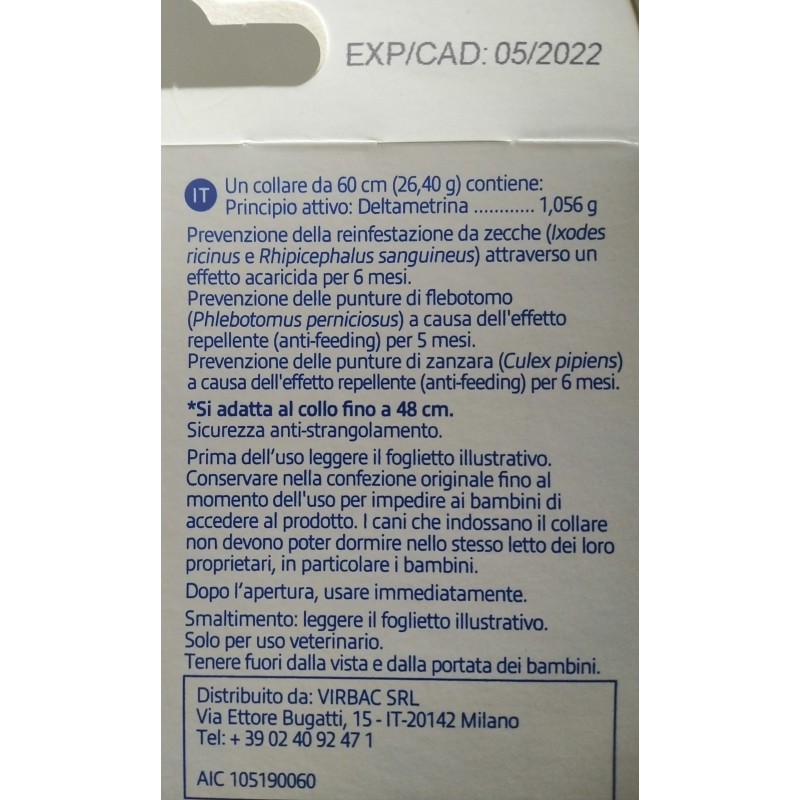 EXP/CAD: 05/2022
IT Un collare da 60 cm (26,40 g) contiene:
Principio attivo: Deltametrina ............ 1,056 g
Prevenzione della reinfestazione da zecche (Ixodes
ricinus e Rhipicephalus sanguineus) attraverso un
effetto acaricida per 6 mesi.
Prevenzione delle punture di flebotomo
(Phlebotomus perniciosus) a causa dell'effetto
repellente (anti-feeding) per 5 mesi.
Prevenzione delle punture di zanzara (Culex pipiens)
a causa dell'effetto repellente (anti-feeding) per 6 mesi.
*Si adatta al collo fino a 48 cm.
Sicurezza anti-strangolamento.
Prima dell'uso leggere il foglietto illustrativo.
Conservare nella confezione originale fino al
momento dell'uso per impedire ai bambini di
accedere al prodotto. I cani che indossano il collare
non devono poter dormire nello stesso letto dei loro
proprietari, in particolare i bambini.
Dopo l'apertura, usare immediatamente.
Smaltimento: leggere il foglietto illustrativo.
Solo per uso veterinario.
Tenere fuori dalla vista e dalla portata dei bambini.
Distribuito da: VIRBAC SRL
Via Ettore Bugatti, 15 - IT-20142 Milano
Tel: + 39 02 40 92 47 1
AIC 105190060